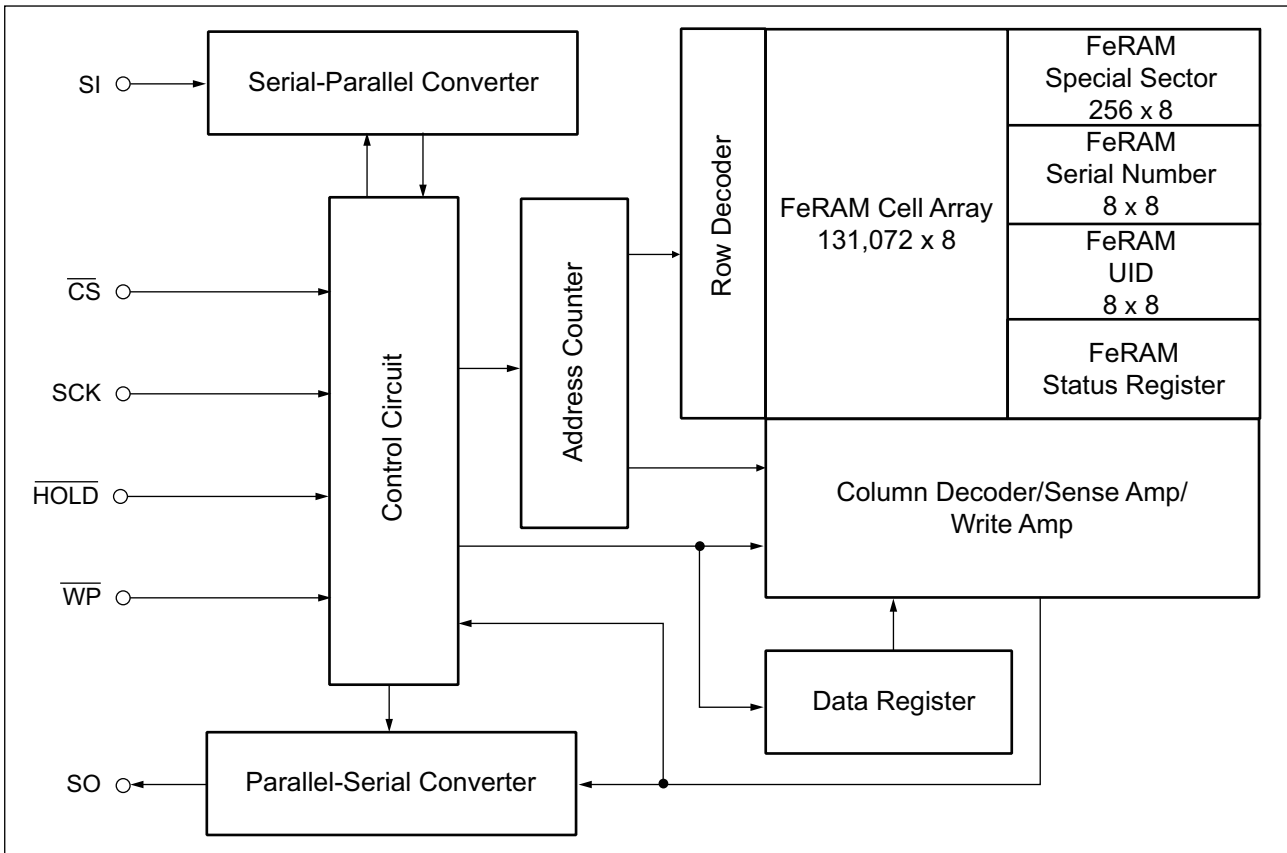 SI
Serial-Parallel Converter
CS
SCK
HOLD
WP
SO
Control Circuit
Address Counter
Row Decoder
FeRAM Cell Array
131,072 x 8
FeRAM
Special Sector
256 x 8
FeRAM
Serial Number
8 x 8
FeRAM
UID
8 x 8
FeRAM
Status Register
Column Decoder/Sense Amp/
Write Amp
Data Register
Parallel-Serial Converter